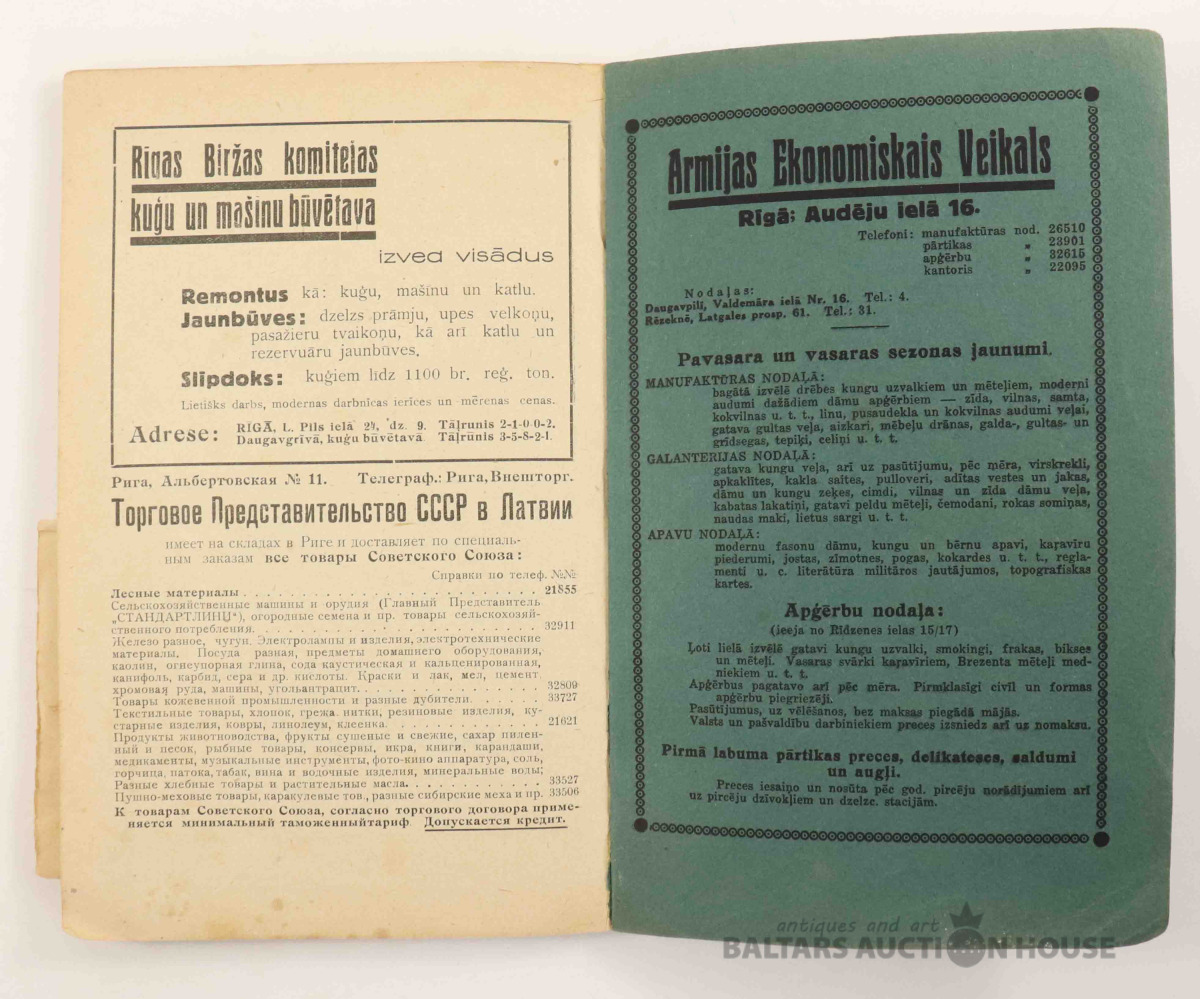 Rīgas Biržas komitejas
kuģu un mašīnu būvētava
izved visādus
Remontus kā: kuģu, mašīnu un katlu.
Jaunbūves: dzelzs prāmju, upes velkoņu,
pasažieru tvaikoņu, kā arī katlu un
rezervuāru jaunbūves.
Slipdoks: kuģiem līdz 1100 br. reģ. ton.
Lietišks darbs, modernas darbnīcas ierīces un mērenas cenas.
Adrese: RĪGĀ, L. Pils ielā 24, dz. 9. Tāļrunis 2-1-0-0-2.
Daugavgrīvā, kuģu būvētavā Tāļrunis 3-5-8-2-1.
Рига, Альбертовская № 11. Телеграф.: Рига, Внешторг.
Торговое Представительство СССР в Латвии
имеет на складах в Риге и доставляет по специаль-
ным заказам все товары Советского Союза:
Справки по телеф. №№
Лесные материалы . . . . . . . . . . . . . . . . . . . . . . . 21855
Сельскохозяйственные машины и орудия (Главный Представитель
„СТАНДАРТЛИНЦ“), огородные семена и пр. товары сельскохозяй-
ственного потребления. . . . . . . . . . . . . . . . . . . . . . 32911
Железо разное, чугун. Электролампы и изделия, электротехнические
материалы. Посуда разная, предметы домашнего оборудования,
каолин, огнеупорная глина, сода каустическая и кальценированная,
канифоль, карбид, сера и др. кислоты. Краски и лак, мел, цемент
хромовая руда, машины, угольантрацит. . . . . . . . . . . . . . 32809
Товары кожевенной промышленности и разные дубители. . . . . . . 33727
Текстильные товары, хлопок, грежа, нитки, резиновые изделия, ку-
старные изделия, ковры, линолеум, клеенка. . . . . . . . . . . . 21621
Продукты животноводства, фрукты сушеные и свежие, сахар пилен-
ный и песок, рыбные товары, консервы, икра, книги, карандаши,
медикаменты, музыкальные инструменты, фото-кино аппаратура, соль,
горчица, патока, табак, вина и водочные изделия, минеральные воды;
Разные хлебные товары и растительные масла. . . . . . . . . . . 33527
Пушно-меховые товары, каракулевые тов., разные сибирские меха и пр. 33506
К товарам Советского Союза, согласно торгового договора приме-
няется минимальный таможенныйтариф. Допускается кредит.
Armijas Ekonomiskais Veikals
Rīgā; Audēju ielā 16.
Telefoni: manufaktūras nod. 26510
pārtikas „ 23901
apģērbu „ 32615
kantoris „ 22095
Nodaļas:
Daugavpilī, Valdemāra ielā Nr. 16. Tel.: 4.
Rēzeknē, Latgales prosp. 61. Tel.: 31.
Pavasara un vasaras sezonas jaunumi.
MANUFAKTŪRAS NODAĻĀ:
bagātā izvēlē drēbes kungu uzvalkiem un mēteļiem, moderni
audumi dažādiem dāmu apģērbiem — zīda, vilnas, samta,
kokvilnas u. t. t., linu, pusaudekla un kokvilnas audumi veļai,
gatava gultas veļa, aizkari, mēbeļu drānas, galda-, gultas- un
grīdsegas, tepiķi, celiņi u. t. t.
GALANTERIJAS NODAĻĀ:
gatava kungu veļa, arī uz pasūtījumu, pēc mēra, virskrekli,
apkaklītes, kakla saites, pulloveri, adītas vestes un jakas,
dāmu un kungu zeķes, cimdi, vilnas un zīda dāmu veļa,
kabatas lakatiņi, gatavi peldu mēteļi, čemodani, rokas somiņas,
naudas maki, lietus sargi u. t. t.
APAVU NODAĻĀ:
modernu fasonu dāmu, kungu un bērnu apavi, kaŗavīru
piederumi, jostas, zīmotnes, pogas, kokardes u. t. t., regla-
menti u. c. literātūra militāros jautājumos, topografiskas
kartes.
Apģērbu nodaļa:
(ieeja no Rīdzenes ielas 15/17)
Ļoti lielā izvēlē gatavi kungu uzvalki, smokingi, frakas, bikses
un mēteļi. Vasaras svārki kaŗavīriem, Brezenta mēteļi med-
niekiem u. t. t.
Apģērbus pagatavo arī pēc mēra. Pirmklasīgi civīl un formas
apģērbu piegriezēji.
Pasūtījumus, uz vēlēšanos, bez maksas piegādā mājās.
Valsts un pašvaldību darbiniekiem preces izsniedz arī uz nomaksu.
Pirmā labuma pārtikas preces, delikateses, saldumi
un augļi.
Preces iesaiņo un nosūta pēc god. pircēju norādījumiem arī
uz pircēju dzīvokļiem un dzelzc. stacijām.
antiques and art
BALTARS AUCTION HOUSE